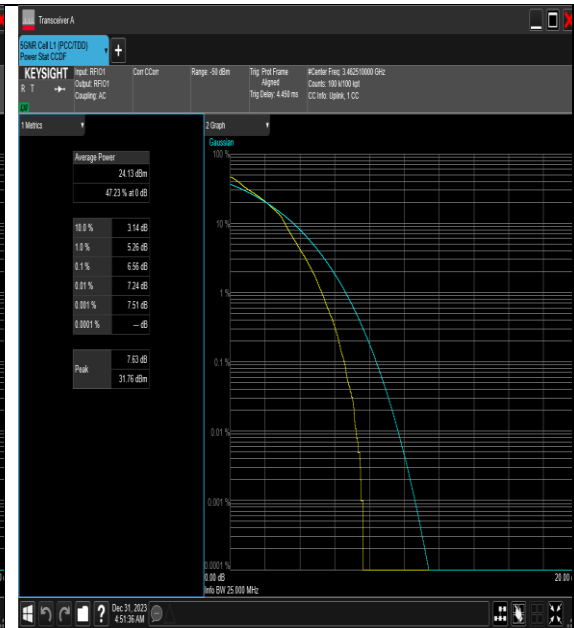 Transceiver A
5GNR Cell L1 (PCC/TDD)
Power Stat CCDF
+
KEYSIGHT
R T
Input: RFIO1
Output: RFIO1
Coupling: AC
Corr CCorr
Range: -50 dBm
Trig: Prot Frame
Aligned
Trig Delay: 4.450 ms
#Center Freq: 3.462510000 GHz
Counts: 100 k/100 kpt
CC Info: Uplink, 1 CC
1 Metrics
Average Power
24.13 dBm
47.23 % at 0 dB
10.0 % 3.14 dB
1.0 % 5.26 dB
0.1 % 6.56 dB
0.01 % 7.24 dB
0.001 % 7.51 dB
0.0001 % --- dB
Peak
7.63 dB
31.76 dBm
2 Graph
Gaussian
100 %
10 %
1 %
0.1 %
0.01 %
0.001 %
0.0001 %
0.00 dB
20.00
Info BW 25.000 MHz
?
Dec 31, 2023
4:51:36 AM